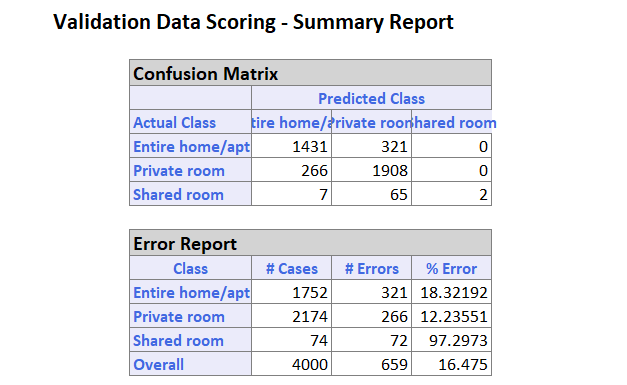 Validation Data Scoring - Summary Report
Confusion Matrix
Predicted Class
Actual Class tire home/a rivate room hared room
Entire home/apt 1431 321 0
Private room 266 1908 0
Shared room 7 65 2
Error Report
Class # Cases # Errors % Error
Entire home/apt 1752 321 18.32192
Private room 2174 266 12.23551
Shared room 74 72 97.2973
Overall 4000 659 16.475